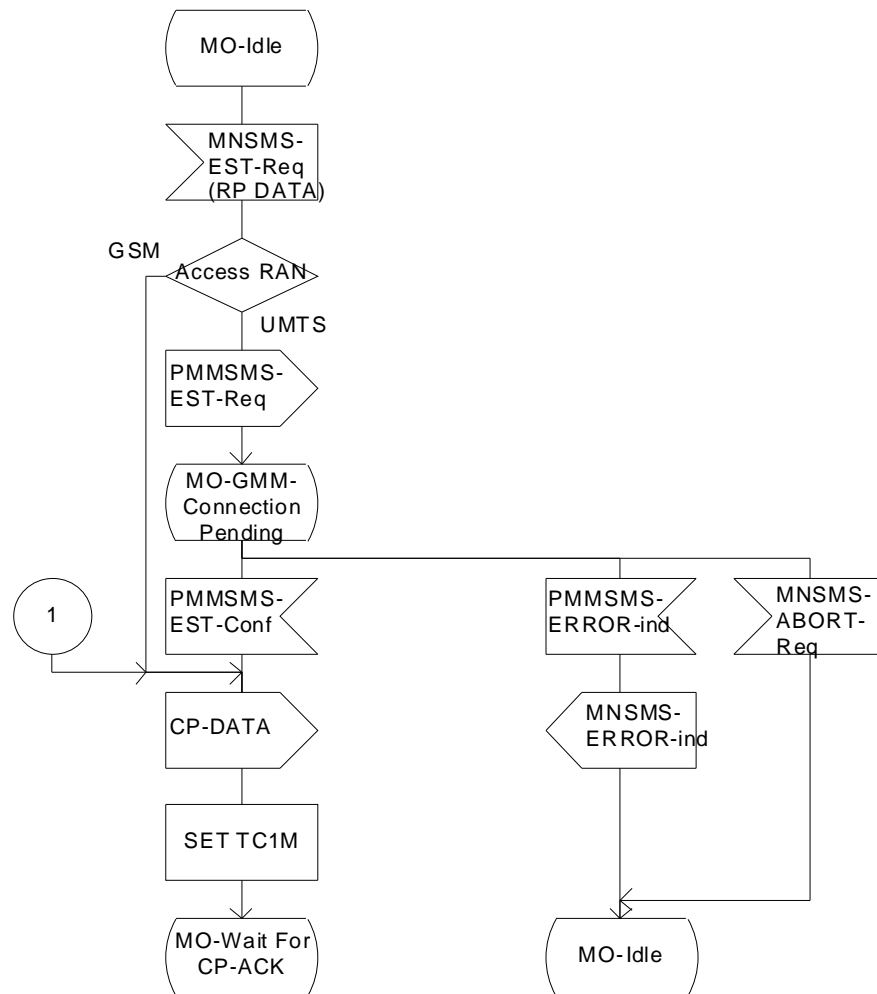 MO-Idle
MNSMS-
EST-Req
(RP DATA)
GSM
Access RAN
UMTS
PMMSMS-
EST-Req
MO-GMM-
Connection
Pending
1
PMMSMS-
EST-Conf
PMMSMS-
ERROR-ind
MNSMS-
ABORT-
Req
CP-DATA
MNSMS-
ERROR-ind
SET TC1M
MO-Wait For
CP-ACK
MO-Idle